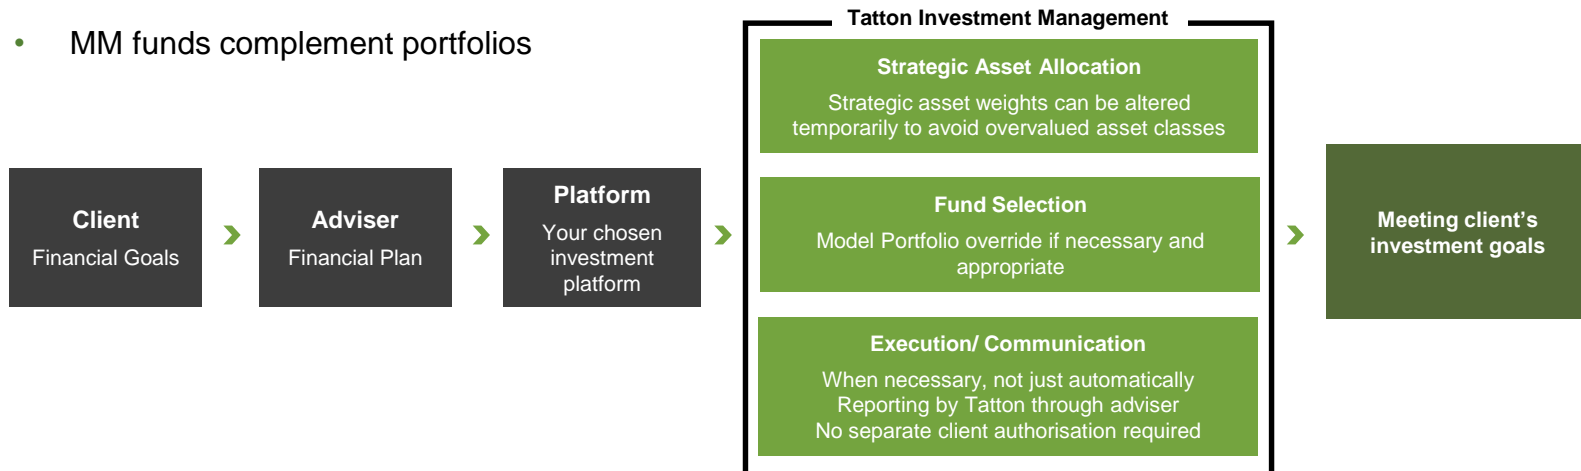 • MM funds complement portfolios
Client
Financial Goals
Adviser
Financial Plan
Platform
Your chosen
investment
platform
Tatton Investment Management
Strategic Asset Allocation
Strategic asset weights can be altered
temporarily to avoid overvalued asset classes
Fund Selection
Model Portfolio override if necessary and
appropriate
Execution/ Communication
When necessary, not just automatically
Reporting by Tatton through adviser
No separate client authorisation required
Meeting client’s
investment goals